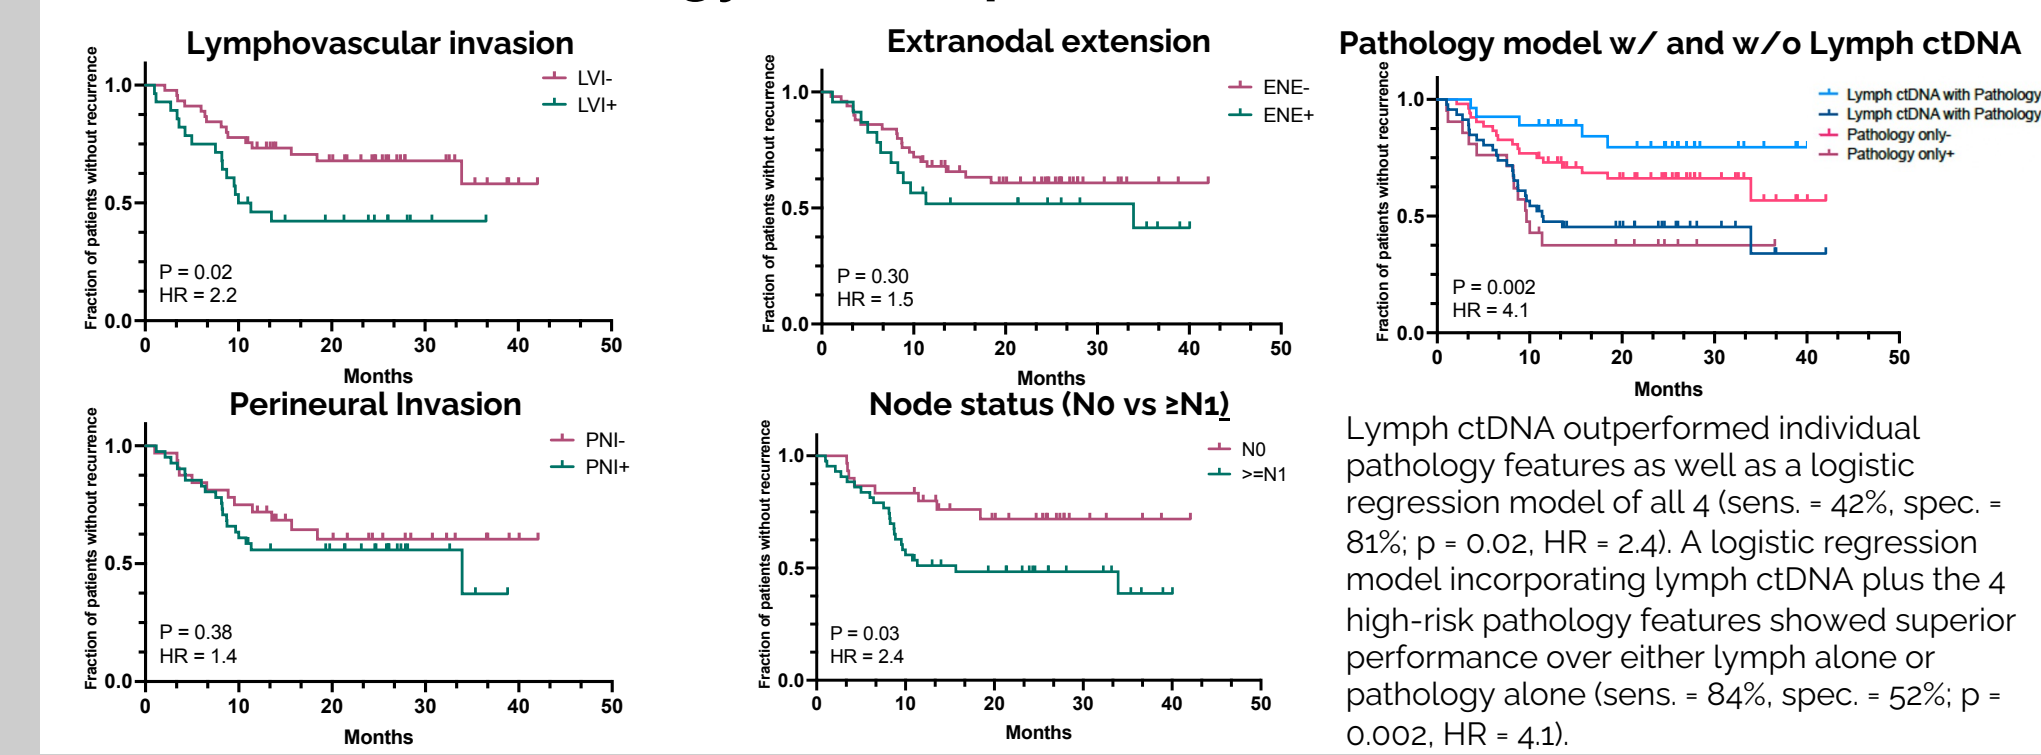 Lymphovascular invasion
Fraction of patients without recurrence
1.0
0.5
0.0
LVI-
LVI+
P = 0.02
HR = 2.2
0 10 20 30 40 50
Months
Extranodal extension
Fraction of patients without recurrence
1.0
0.5
0.0
ENE-
ENE+
P = 0.30
HR = 1.5
0 10 20 30 40 50
Months
Pathology model w/ and w/o Lymph ctDNA
Fraction of patients without recurrence
1.0
0.5
0.0
Lymph ctDNA with Pathology
Lymph ctDNA with Pathology
Pathology only-
Pathology only+
P = 0.002
HR = 4.1
0 10 20 30 40 50
Months
Perineural Invasion
Fraction of patients without recurrence
1.0
0.5
0.0
PNI-
PNI+
P = 0.38
HR = 1.4
0 10 20 30 40 50
Months
Node status (N0 vs ≥N1)
Fraction of patients without recurrence
1.0
0.5
0.0
N0
>=N1
P = 0.03
HR = 2.4
0 10 20 30 40 50
Months
Lymph ctDNA outperformed individual
pathology features as well as a logistic
regression model of all 4 (sens. = 42%, spec. =
81%; p = 0.02, HR = 2.4). A logistic regression
model incorporating lymph ctDNA plus the 4
high-risk pathology features showed superior
performance over either lymph alone or
pathology alone (sens. = 84%, spec. = 52%; p =
0.002, HR = 4.1).